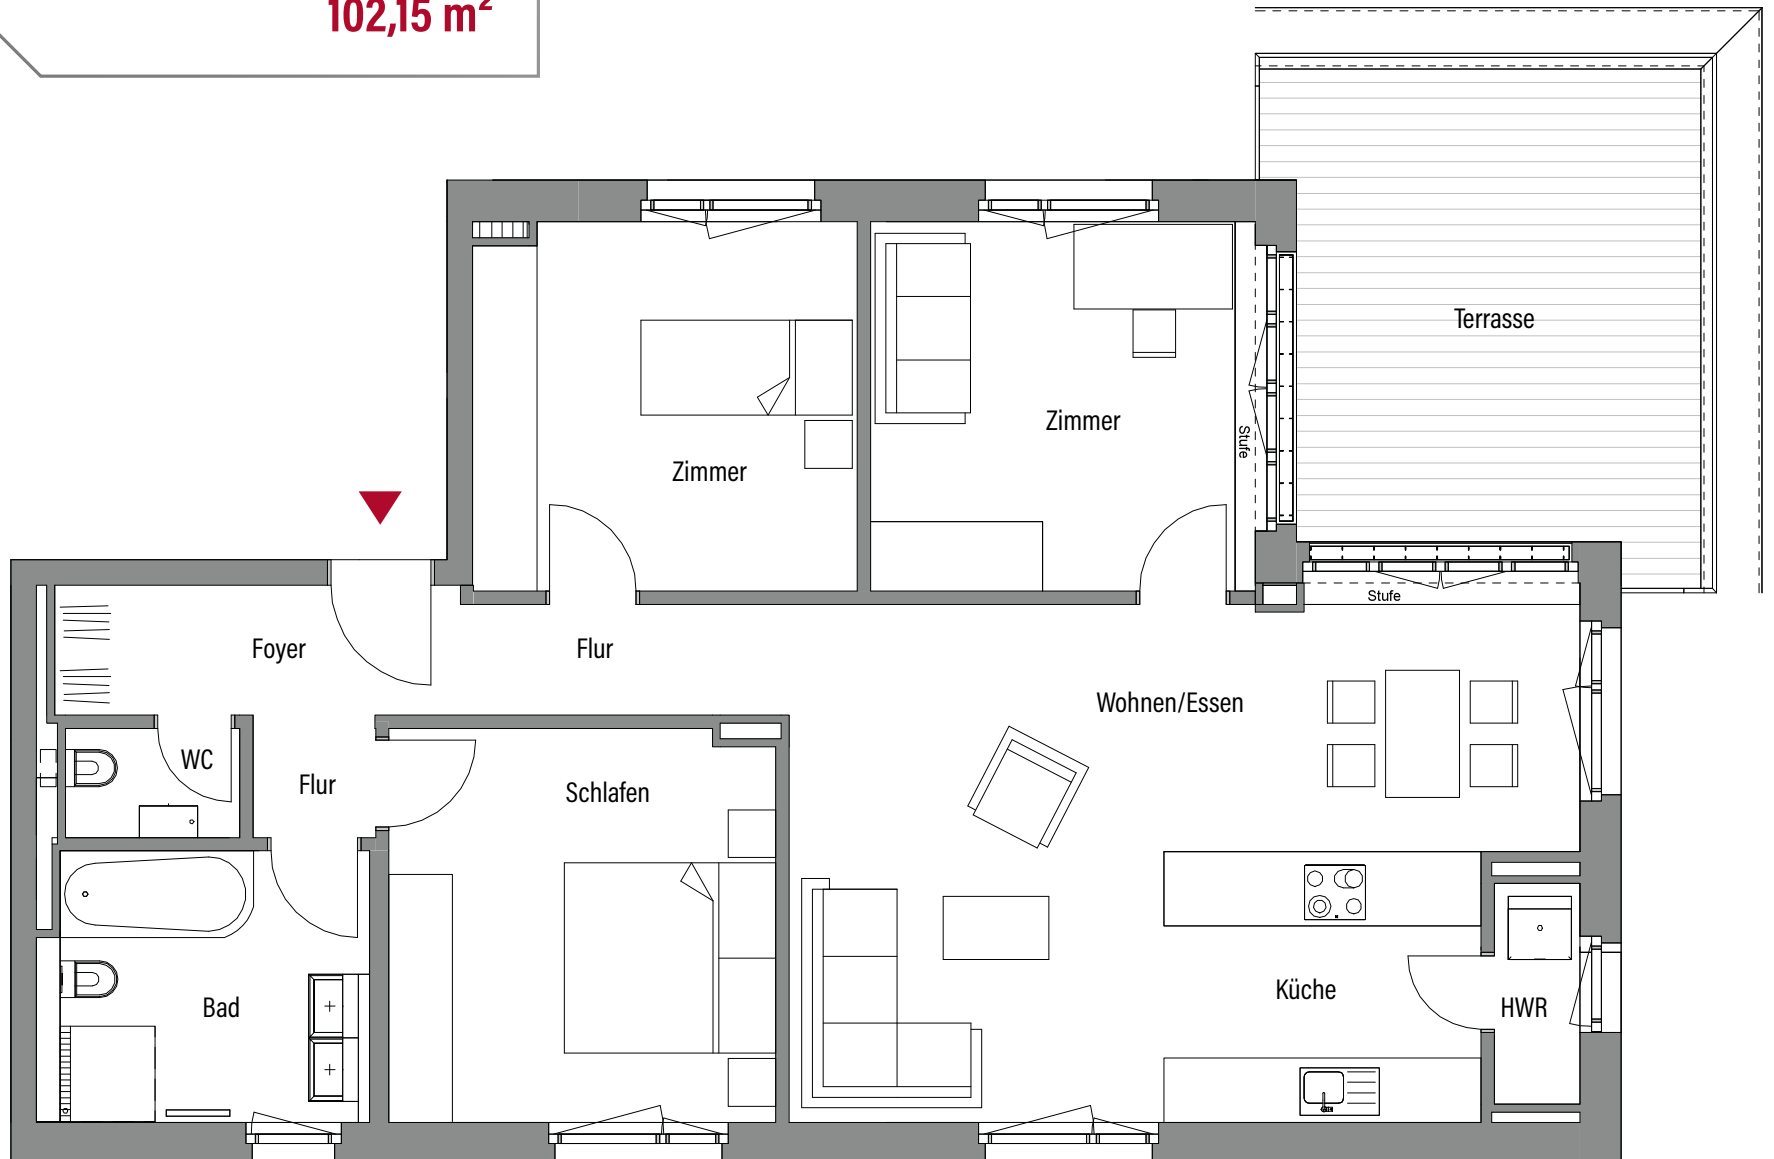 102,15 m²
Terrasse
Zimmer
Stufe
Zimmer
Stufe
Foyer
Flur
Wohnen/Essen
WC
Flur
Schlafen
Küche
Bad
HWR